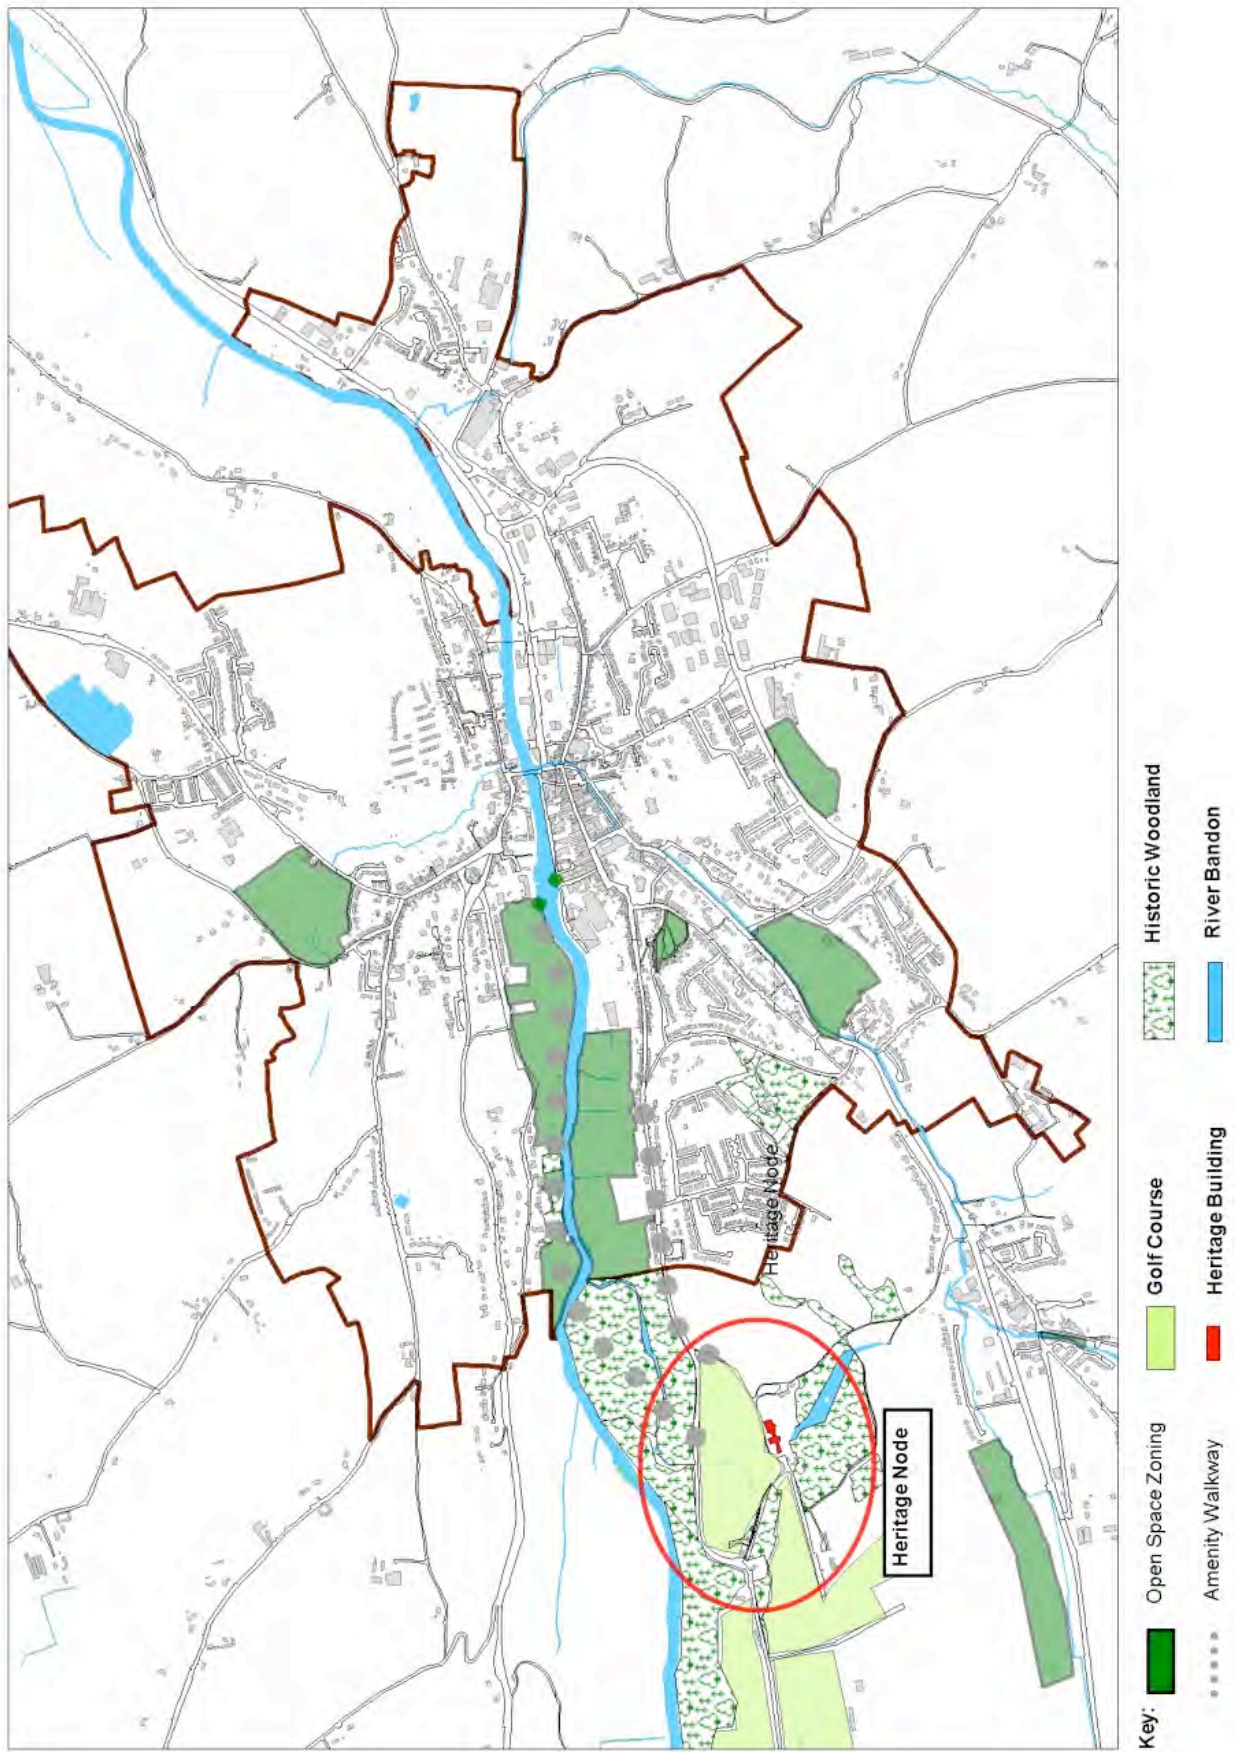 Heritage Node
Heritage Node
Key:
Open Space Zoning
Golf Course
Historic Woodland
Amenity Walkway
Heritage Building
River Bandon